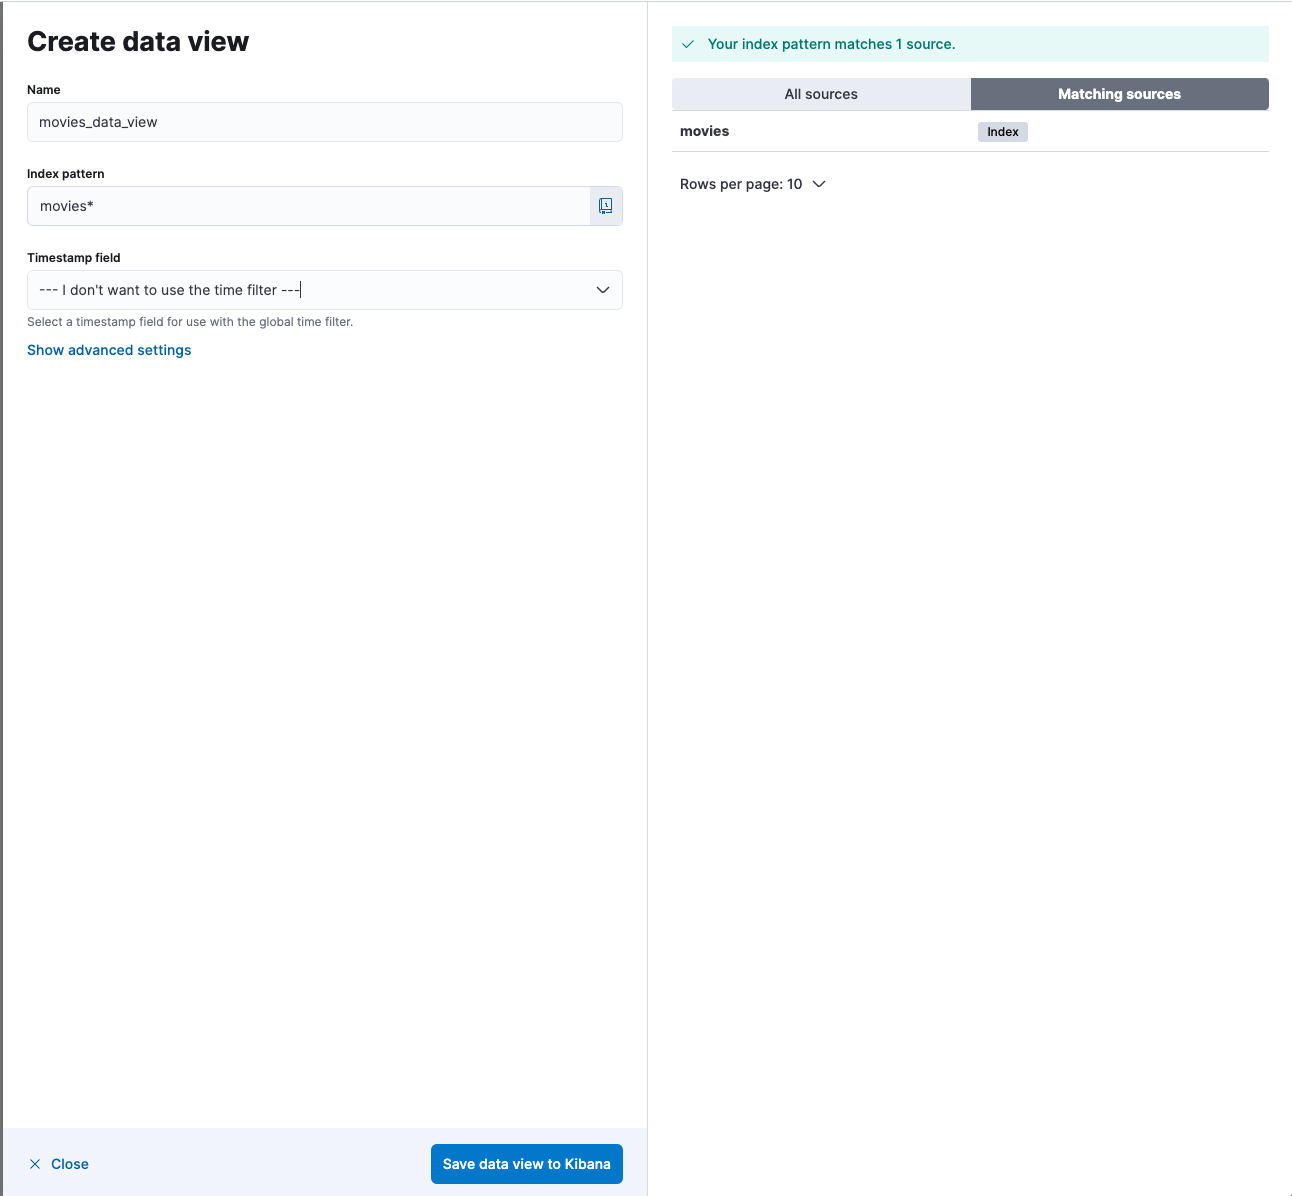 Create data view
Name
movies_data_view
Index pattern
movies*
Timestamp field
--- I don't want to use the time filter ---
Select a timestamp field for use with the global time filter.
Show advanced settings
Close
Save data view to Kibana
Your index pattern matches 1 source.
All sources
Matching sources
movies
Index
Rows per page: 10